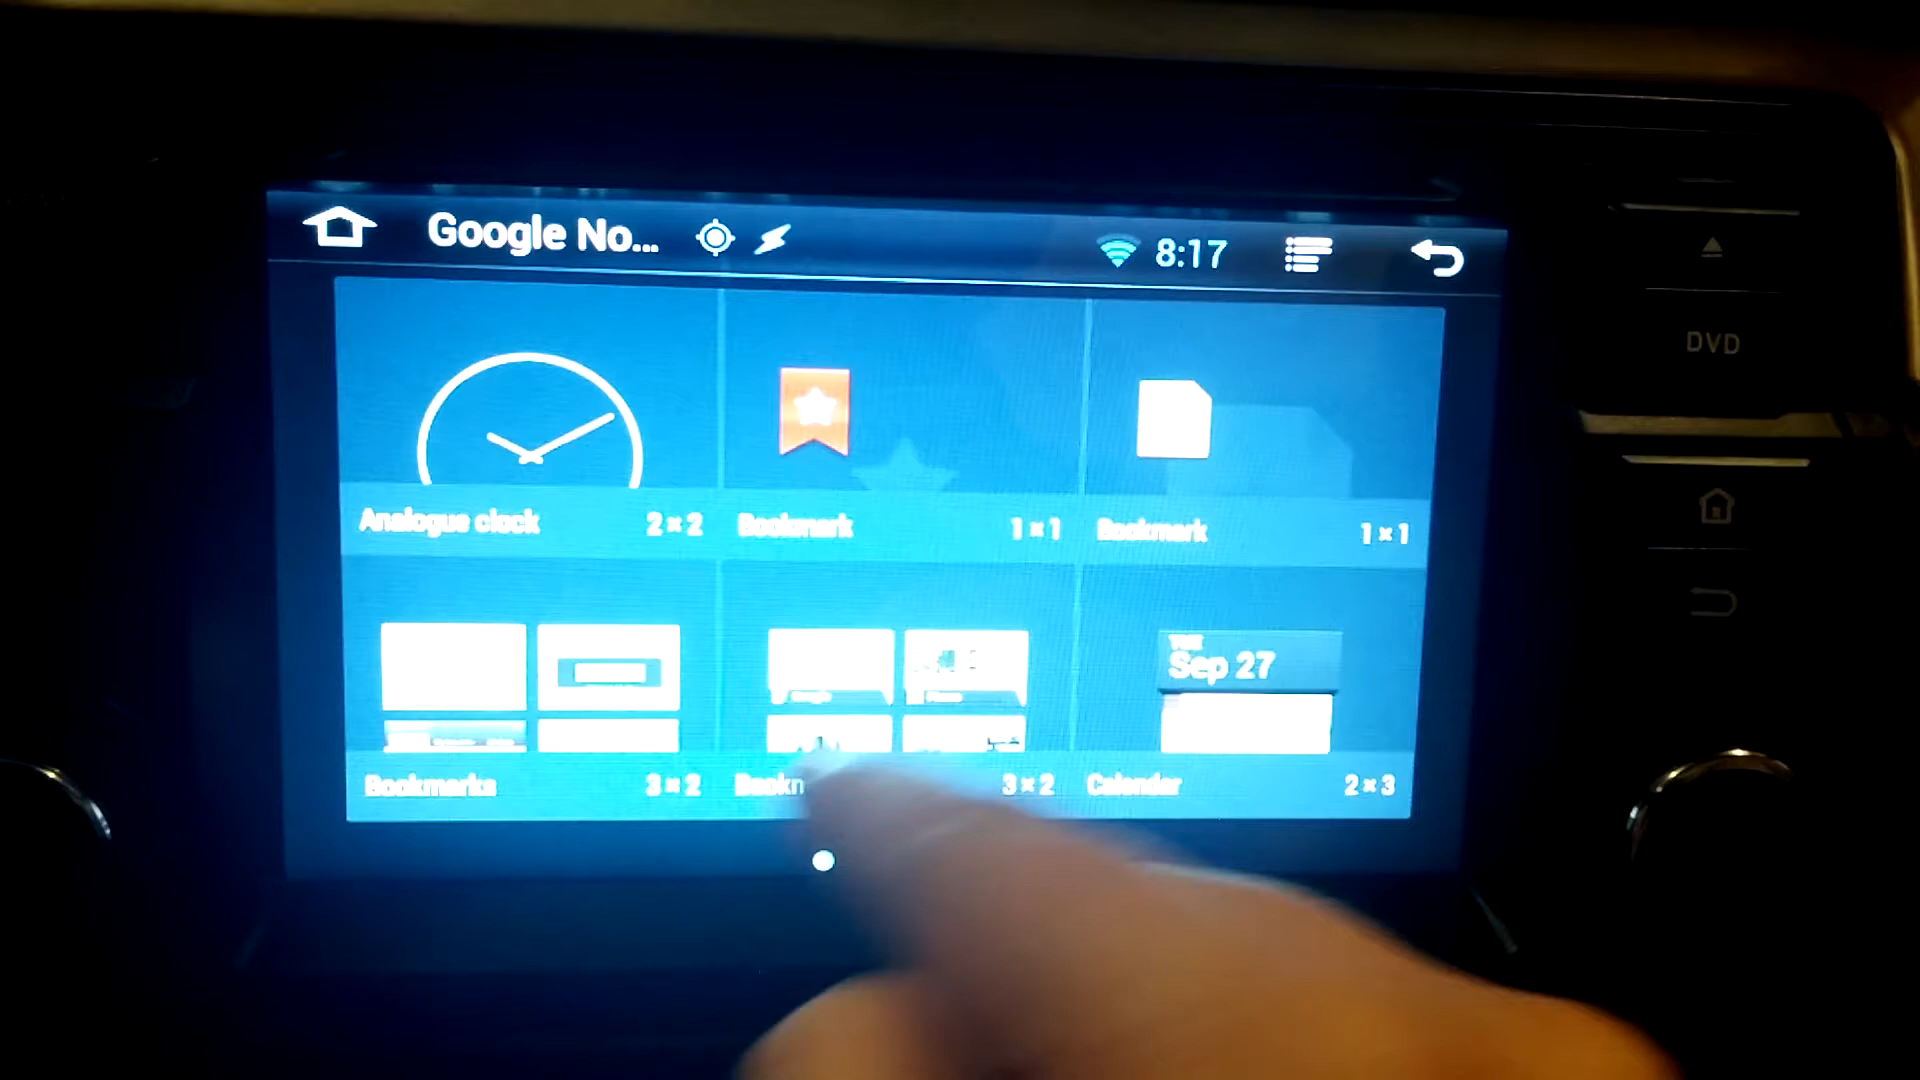 Google No...
8:17
DVD
Analogue clock 2 × 2
Bookmark 1 × 1
Bookmark 1 × 1
Sep 27
Bookmarks 3 × 2
Bookn 3 × 2
Calendar 2 × 3